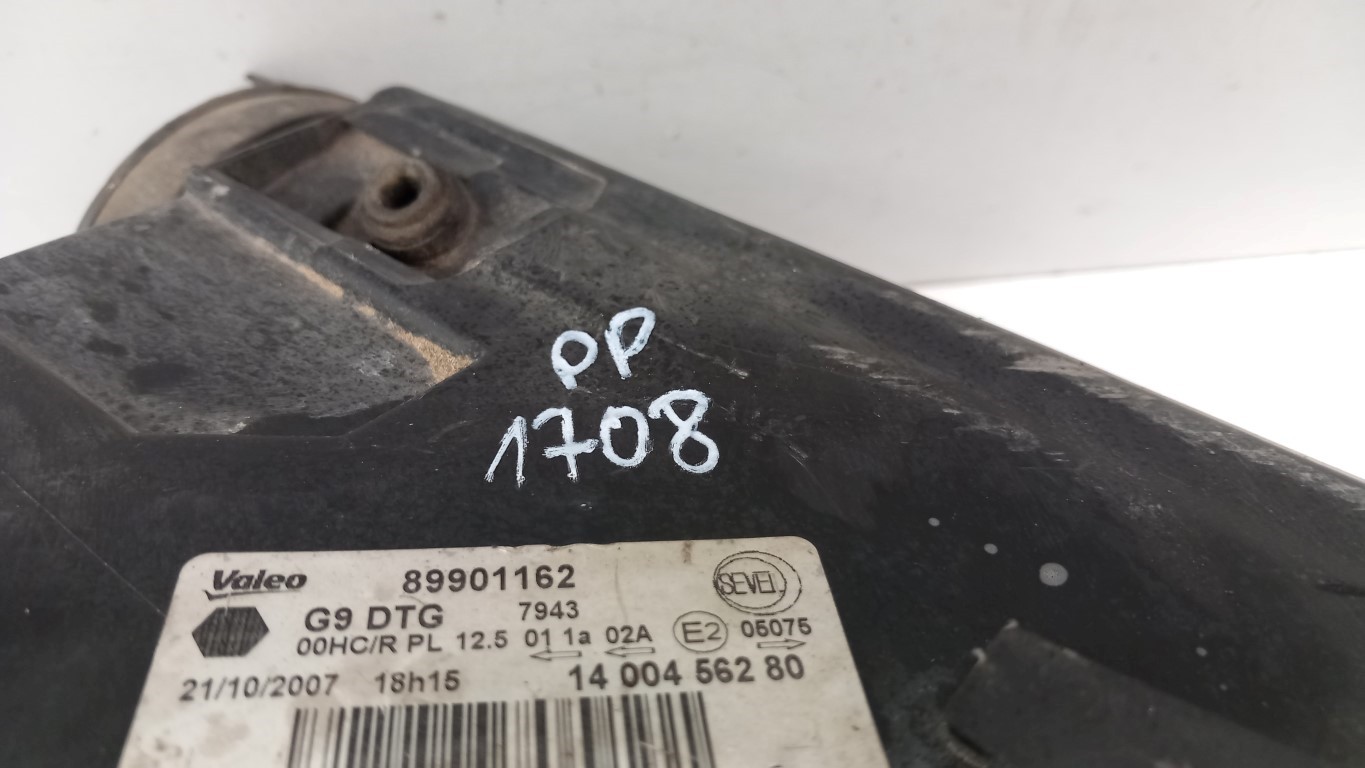 PP
1708
Valeo 89901162 SEVEL
G9 DTG 7943
00HC/R PL 12.5 01 1a 02A E2 05075
21/10/2007 18h15 14 004 562 80